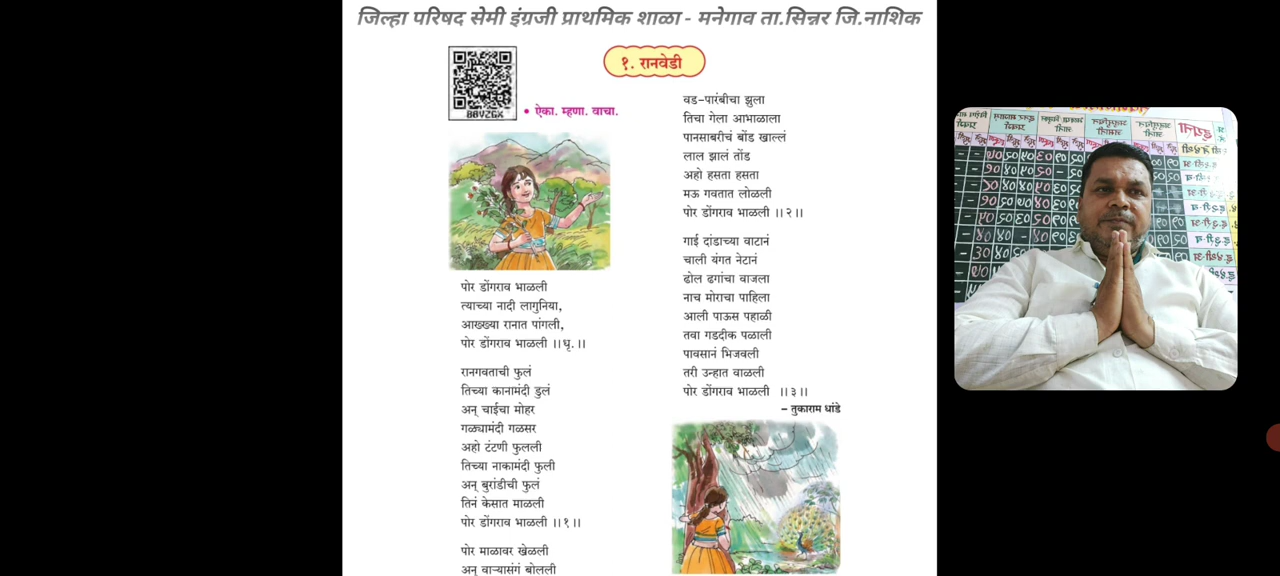 जिल्हा परिषद सेमी इंग्रजी प्राथमिक शाळा - मनेगाव ता.सिन्नर जि.नाशिक
१. रानवेडी
88VZGX
• ऐका. म्हणा. वाचा.
पोर डोंगराव भाळली
त्याच्या नादी लागुनिया,
आख्ख्या रानात पांगली,
पोर डोंगराव भाळली ।।धृ.।।
रानगवताची फुलं
तिच्या कानामंदी डुलं
अन् चाईचा मोहर
गळ्यामंदी गळसर
अहो टंटणी फुलली
तिच्या नाकामंदी फुली
अन् बुरांडीची फुलं
तिनं केसात माळली
पोर डोंगराव भाळली ।।१।।
पोर माळावर खेळली
अन् वाऱ्यासंगं बोलली
वड-पारंबीचा झुला
तिचा गेला आभाळाला
पानसाबरीचं बोंड खाल्लं
लाल झालं तोंड
अहो हसता हसता
मऊ गवतात लोळली
पोर डोंगराव भाळली ।।२।।
गाई दांडाच्या वाटानं
चाली येंगत नेटानं
ढोल ढगांचा वाजला
नाच मोराचा पाहिला
आली पाऊस पहाळी
तवा गडदीक पळाली
पावसानं भिजवली
तरी उन्हात वाळली
पोर डोंगराव भाळली ।।३।।
– तुकाराम धांडे